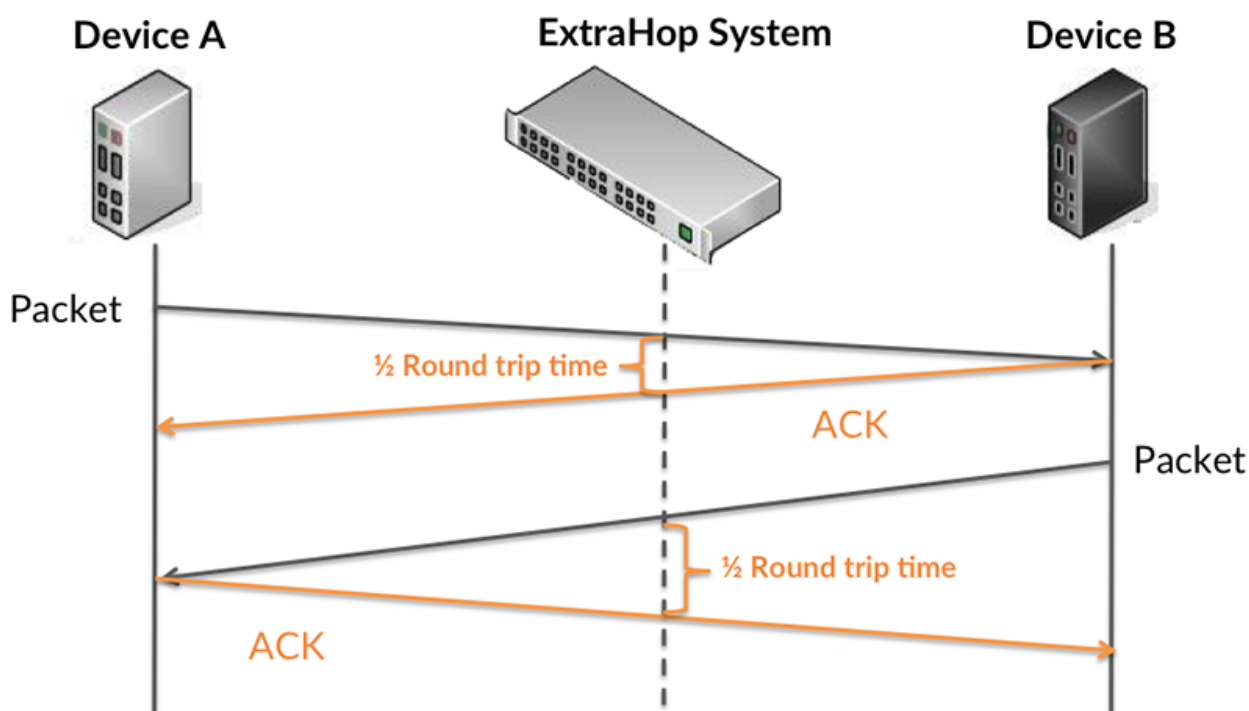 Device A
ExtraHop System
Device B
Packet
½ Round trip time
ACK
Packet
½ Round trip time
ACK